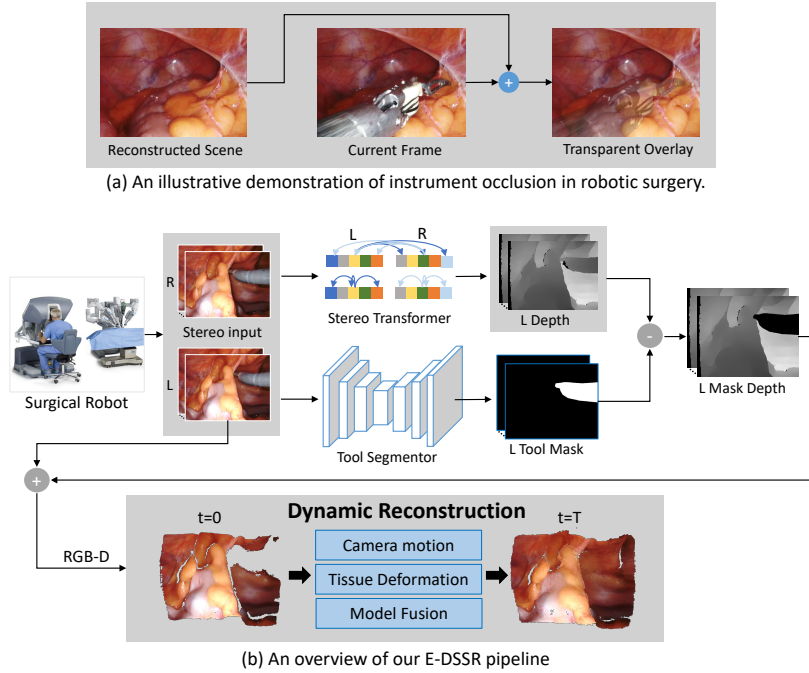 Reconstructed Scene
Current Frame
+
Transparent Overlay
(a) An illustrative demonstration of instrument occlusion in robotic surgery.
L
R
R
Stereo input
Stereo Transformer
L Depth
-
L Mask Depth
L
Surgical Robot
Tool Segmentor
L Tool Mask
+
Dynamic Reconstruction
t=0
t=T
RGB-D
Camera motion
Tissue Deformation
Model Fusion
(b) An overview of our E-DSSR pipeline